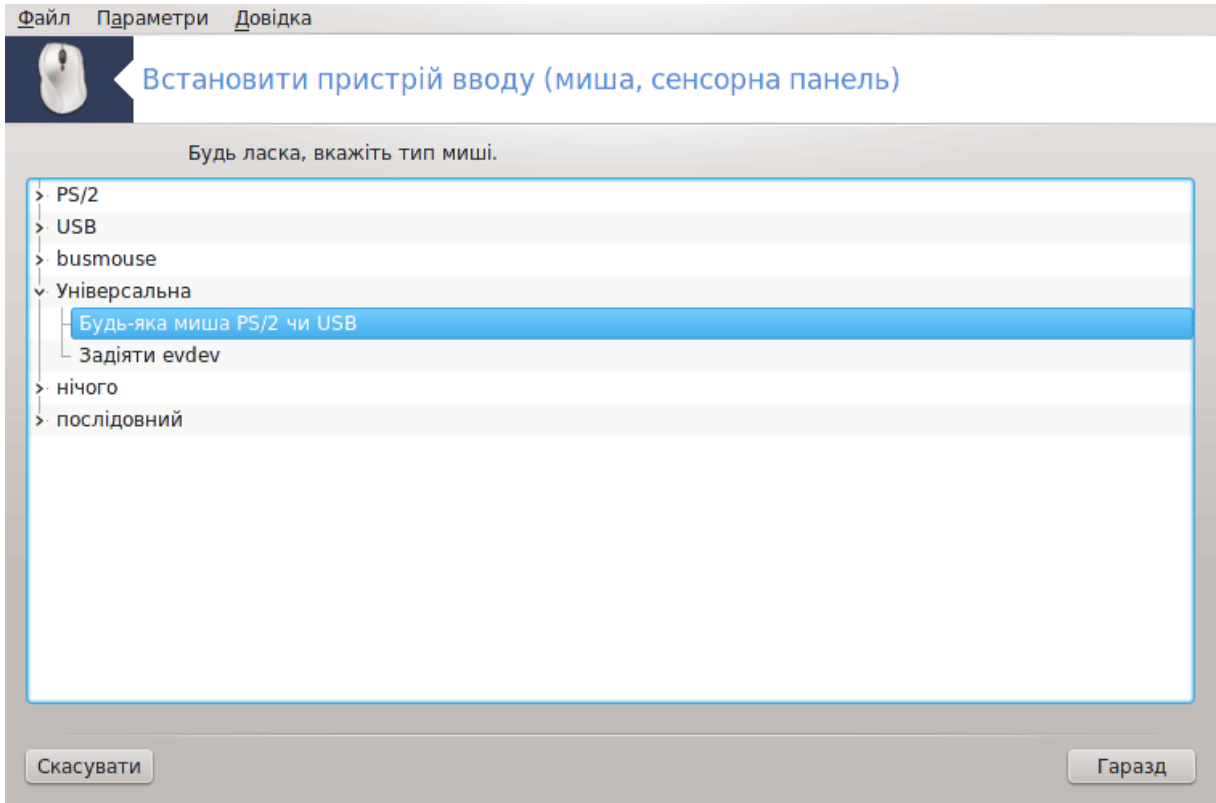 Файл Параметри Довідка
Встановити пристрій вводу (миша, сенсорна панель)
Будь ласка, вкажіть тип миші.
PS/2
USB
busmouse
Універсальна
Будь-яка миша PS/2 чи USB
Задіяти evdev
нічого
послідовний
Скасувати Гаразд